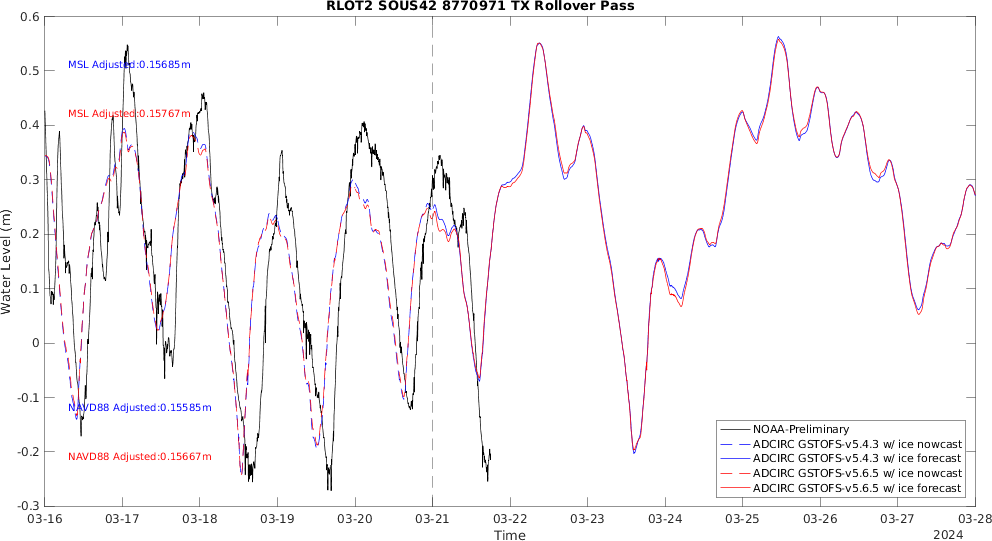 RLOT2 SOUS42 8770971 TX Rollover Pass
0.6
0.5
0.4
0.3
0.2
0.1
0
-0.1
-0.2
-0.3
Water Level (m)
MSL Adjusted:0.15685m
MSL Adjusted:0.15767m
NAVD88 Adjusted:0.15585m
NAVD88 Adjusted:0.15667m
NOAA-Preliminary
ADCIRC GSTOFS-v5.4.3 w/ ice nowcast
ADCIRC GSTOFS-v5.4.3 w/ ice forecast
ADCIRC GSTOFS-v5.6.5 w/ ice nowcast
ADCIRC GSTOFS-v5.6.5 w/ ice forecast
03-16 03-17 03-18 03-19 03-20 03-21 03-22 03-23 03-24 03-25 03-26 03-27 03-28
Time
2024